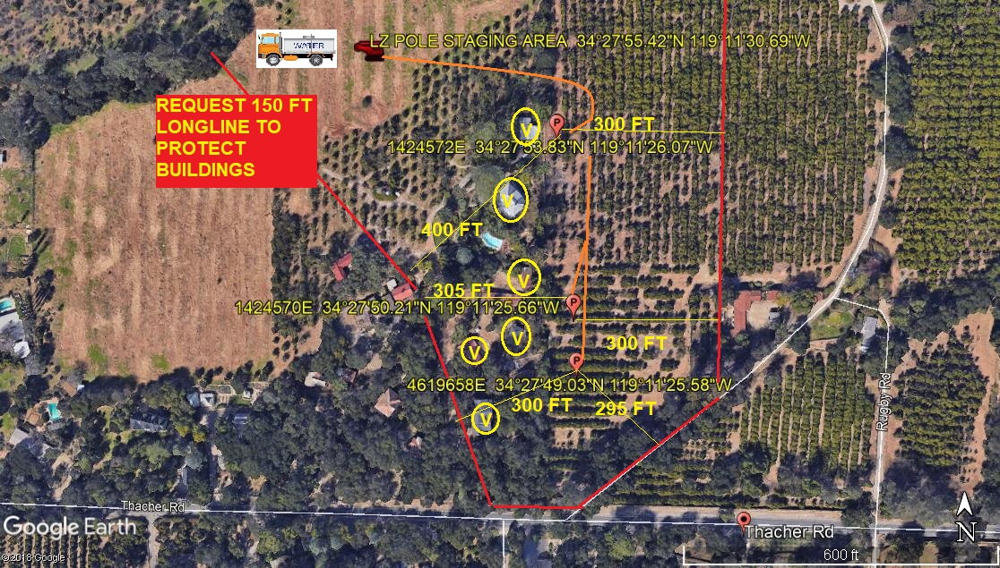 WATER
LZ POLE STAGING AREA 34°27'55.42"N 119°11'30.69"W
REQUEST 150 FT
LONGLINE TO
PROTECT
BUILDINGS
P
V
300 FT
1424572E 34°27'53.83"N 119°11'26.07"W
V
400 FT
V
305 FT
P
1424570E 34°27'50.21"N 119°11'25.66"W
V
300 FT
V
P
4619658E 34°27'49.03"N 119°11'25.58"W
300 FT
295 FT
V
Rugby Rd
Thacher Rd
Google Earth
Thacher Rd
N
600 ft
©2018 Google